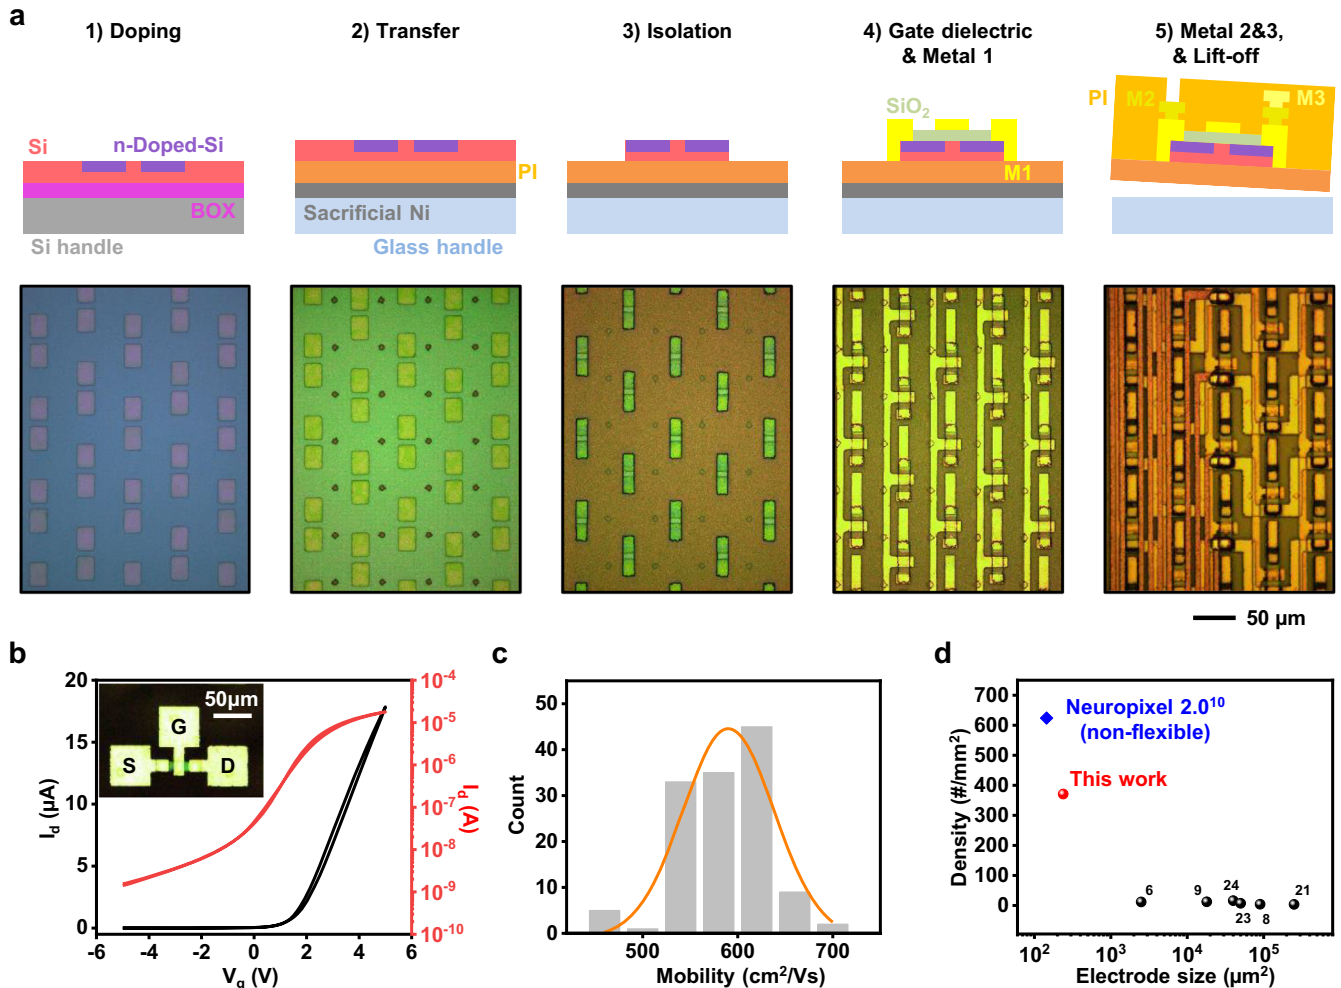 a
1) Doping
2) Transfer
3) Isolation
4) Gate dielectric
& Metal 1
5) Metal 2&3,
& Lift-off
Si
n-Doped-Si
BOX
Si handle
PI
Sacrificial Ni
Glass handle
SiO2
M1
PI
M2
M3
50 µm
b
20
15
10
5
0
Id (µA)
-6
-4
-2
0
2
4
6
Vg (V)
10-4
10-5
10-6
10-7
10-8
10-9
10-10
Id (A)
50µm
G
S
D
c
50
40
30
20
10
0
Count
500
600
700
Mobility (cm2/Vs)
d
700
600
500
400
300
200
100
0
Density (#/mm2)
Neuropixel 2.010
(non-flexible)
This work
6
9
24
23
8
21
102
103
104
105
Electrode size (µm2)